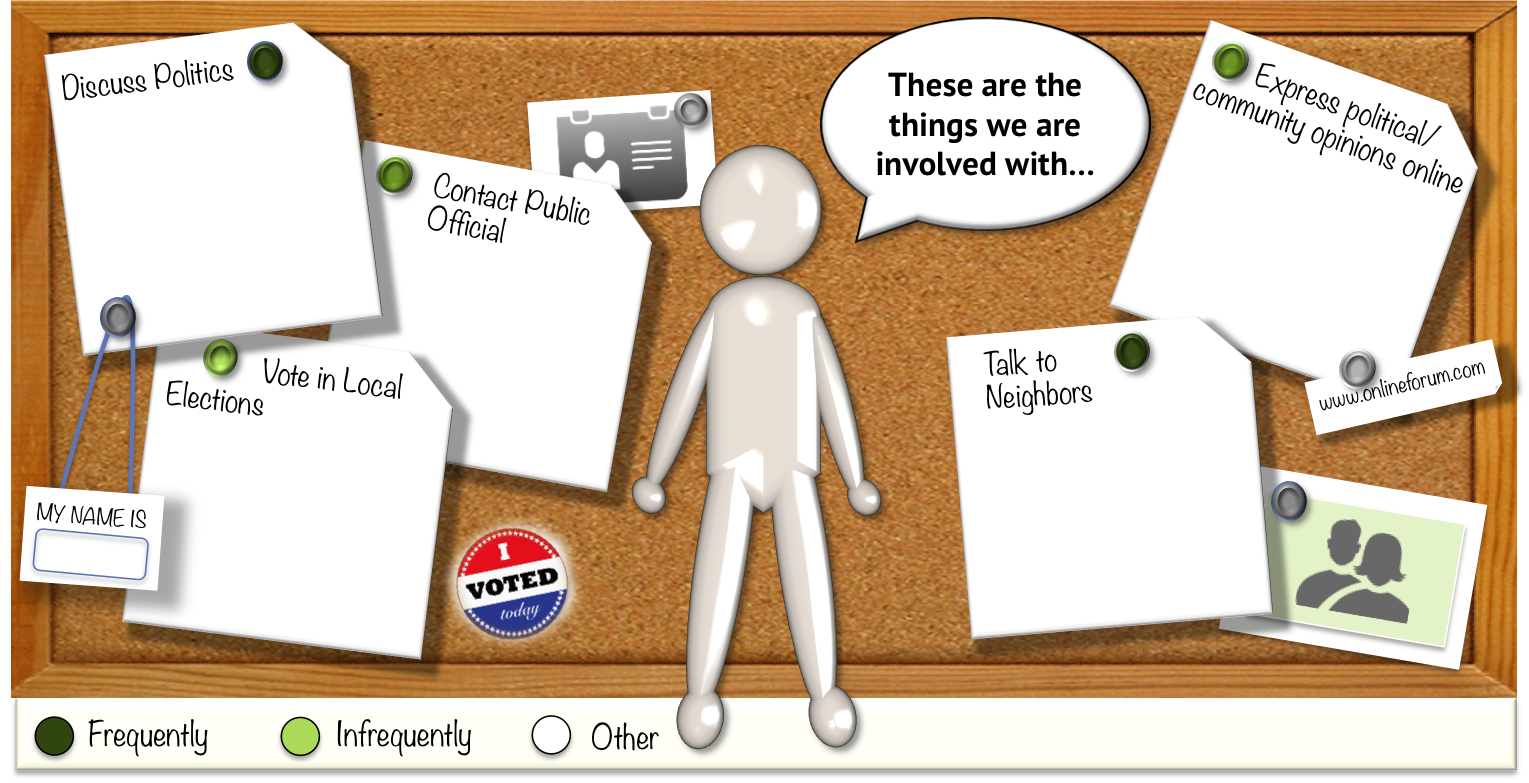 Discuss Politics
Contact Public
Official
Vote in Local
Elections
MY NAME IS
I
VOTED
today
These are the
things we are
involved with...
Express political/
community opinions online
Talk to
Neighbors
www.onlineforum.com
Frequently
Infrequently
Other